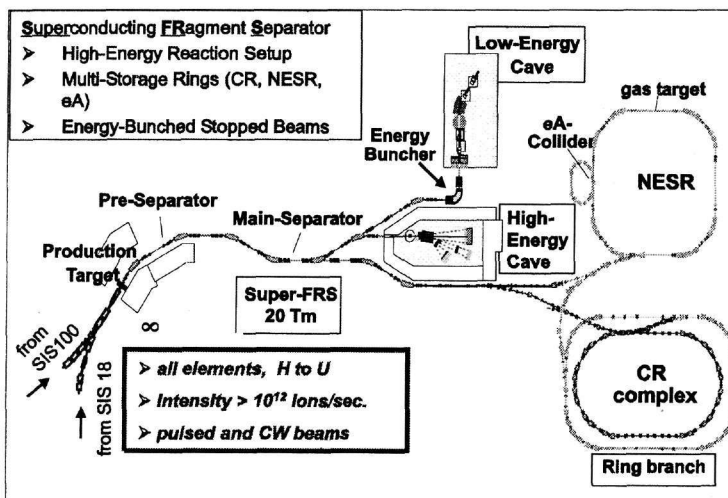 Superconducting FRagment Separator
➢ High-Energy Reaction Setup
➢ Multi-Storage Rings (CR, NESR,
eA)
➢ Energy-Bunched Stopped Beams
Low-Energy
Cave
gas target
eA-
Collider
NESR
Energy
Buncher
Pre-Separator
Main-Separator
High-
Energy
Cave
Production
Target
Super-FRS
20 Tm
∞
from
SIS100
from SIS 18
➢ all elements, H to U
➢ Intensity > 10¹² ions/sec.
➢ pulsed and CW beams
CR
complex
Ring branch